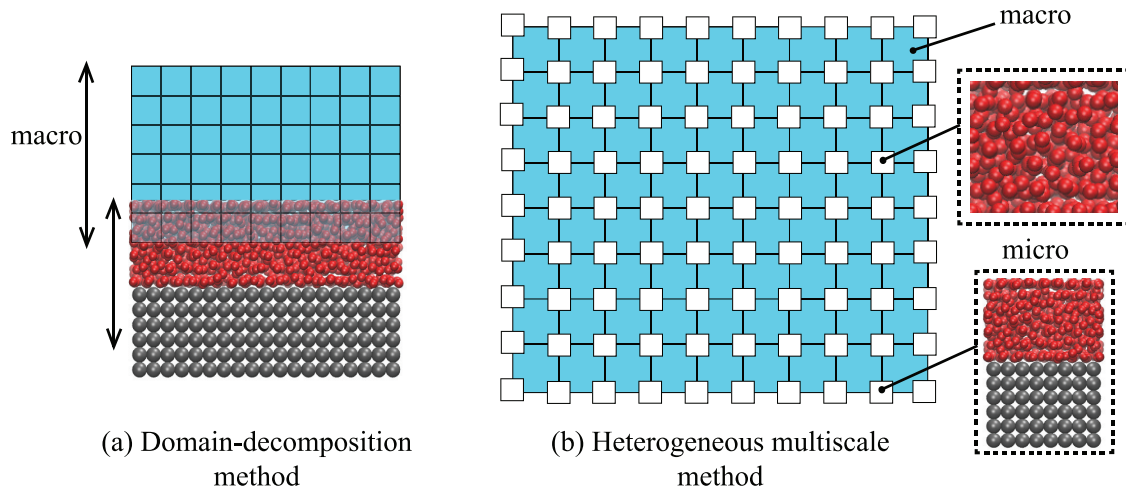 macro
macro
micro
(a) Domain-decomposition
method
(b) Heterogeneous multiscale
method